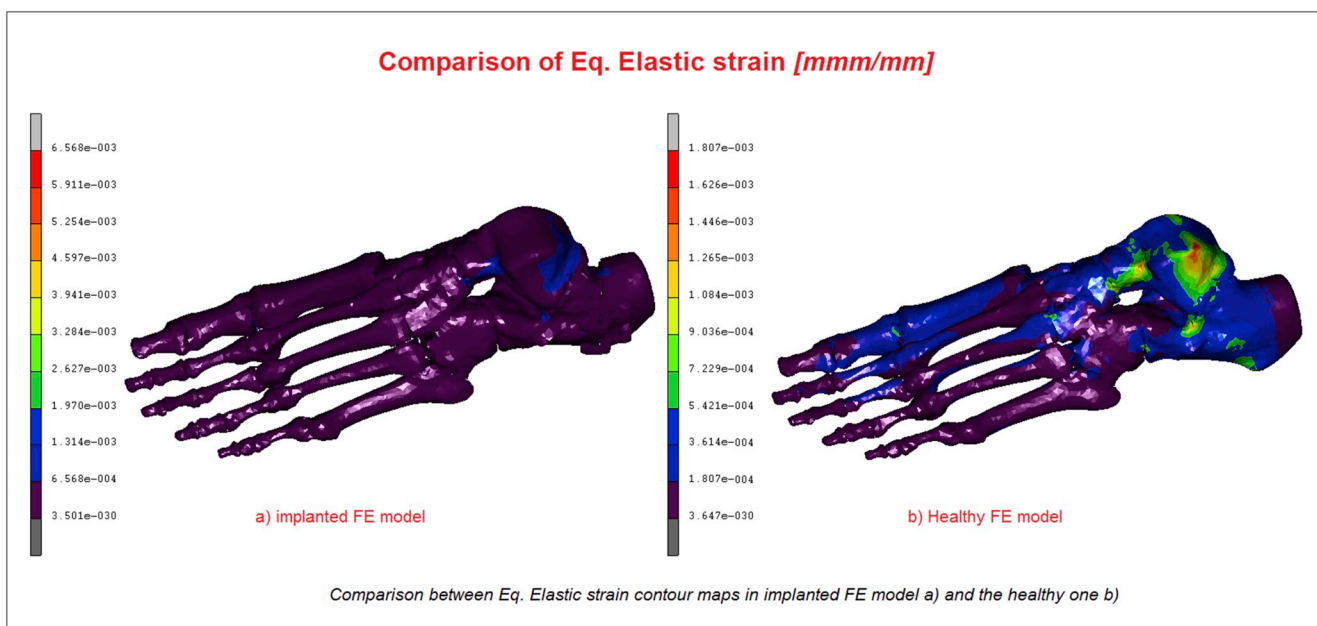 Comparison of Eq. Elastic strain [mmm/mm]
6.568e-003
5.911e-003
5.254e-003
4.597e-003
3.941e-003
3.284e-003
2.627e-003
1.970e-003
1.314e-003
6.568e-004
3.501e-030
a) implanted FE model
1.807e-003
1.626e-003
1.446e-003
1.265e-003
1.084e-003
9.036e-004
7.229e-004
5.421e-004
3.614e-004
1.807e-004
3.647e-030
b) Healthy FE model
Comparison between Eq. Elastic strain contour maps in implanted FE model a) and the healthy one b)